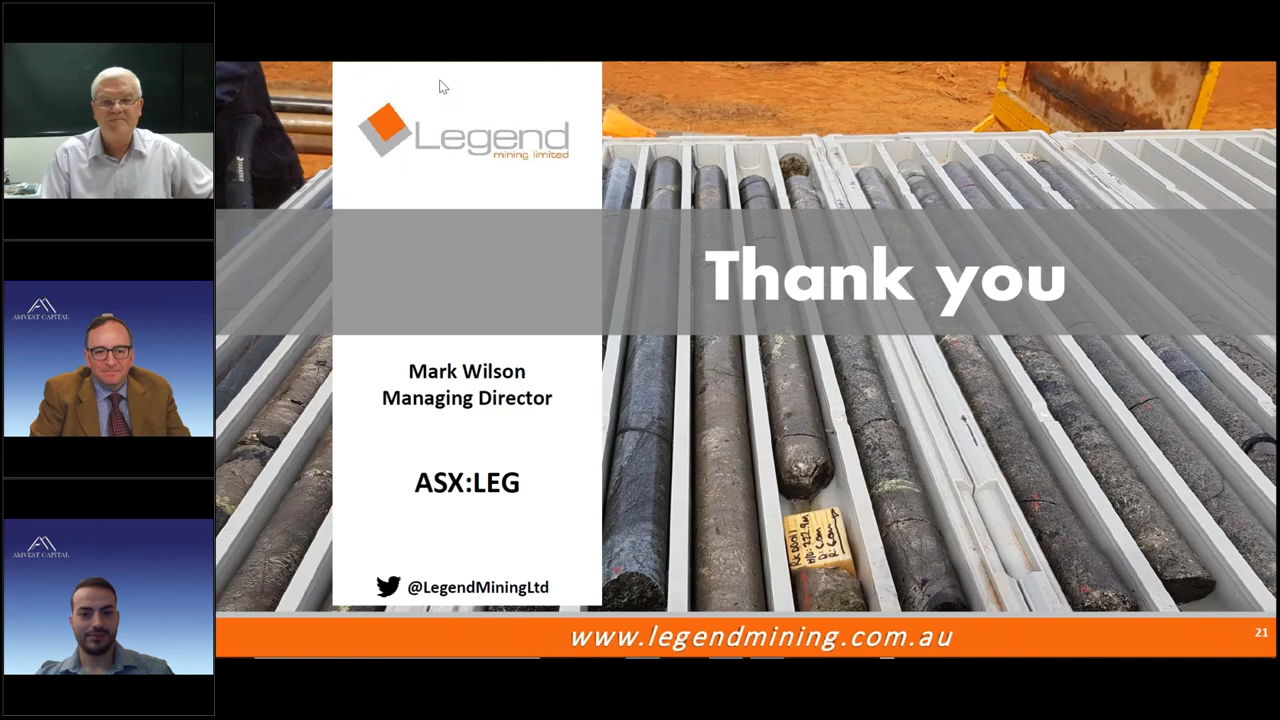 AMVEST CAPITAL
AMVEST CAPITAL
Legend
mining limited
Thank you
Mark Wilson
Managing Director
ASX:LEG
@LegendMiningLtd
www.legendmining.com.au
21